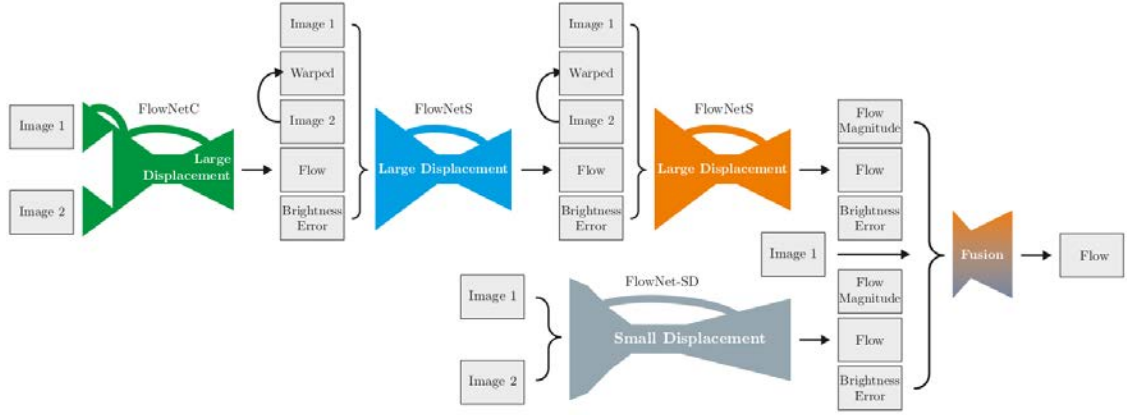 FlowNetC
Image 1
Image 2
Large
Displacement
Image 1
Warped
Image 2
Flow
Brightness
Error
FlowNetS
Large Displacement
Image 1
Warped
Image 2
Flow
Brightness
Error
FlowNetS
Large Displacement
Flow
Magnitude
Flow
Brightness
Error
Image 1
Image 1
Image 2
FlowNet-SD
Small Displacement
Flow
Magnitude
Flow
Brightness
Error
Fusion
Flow